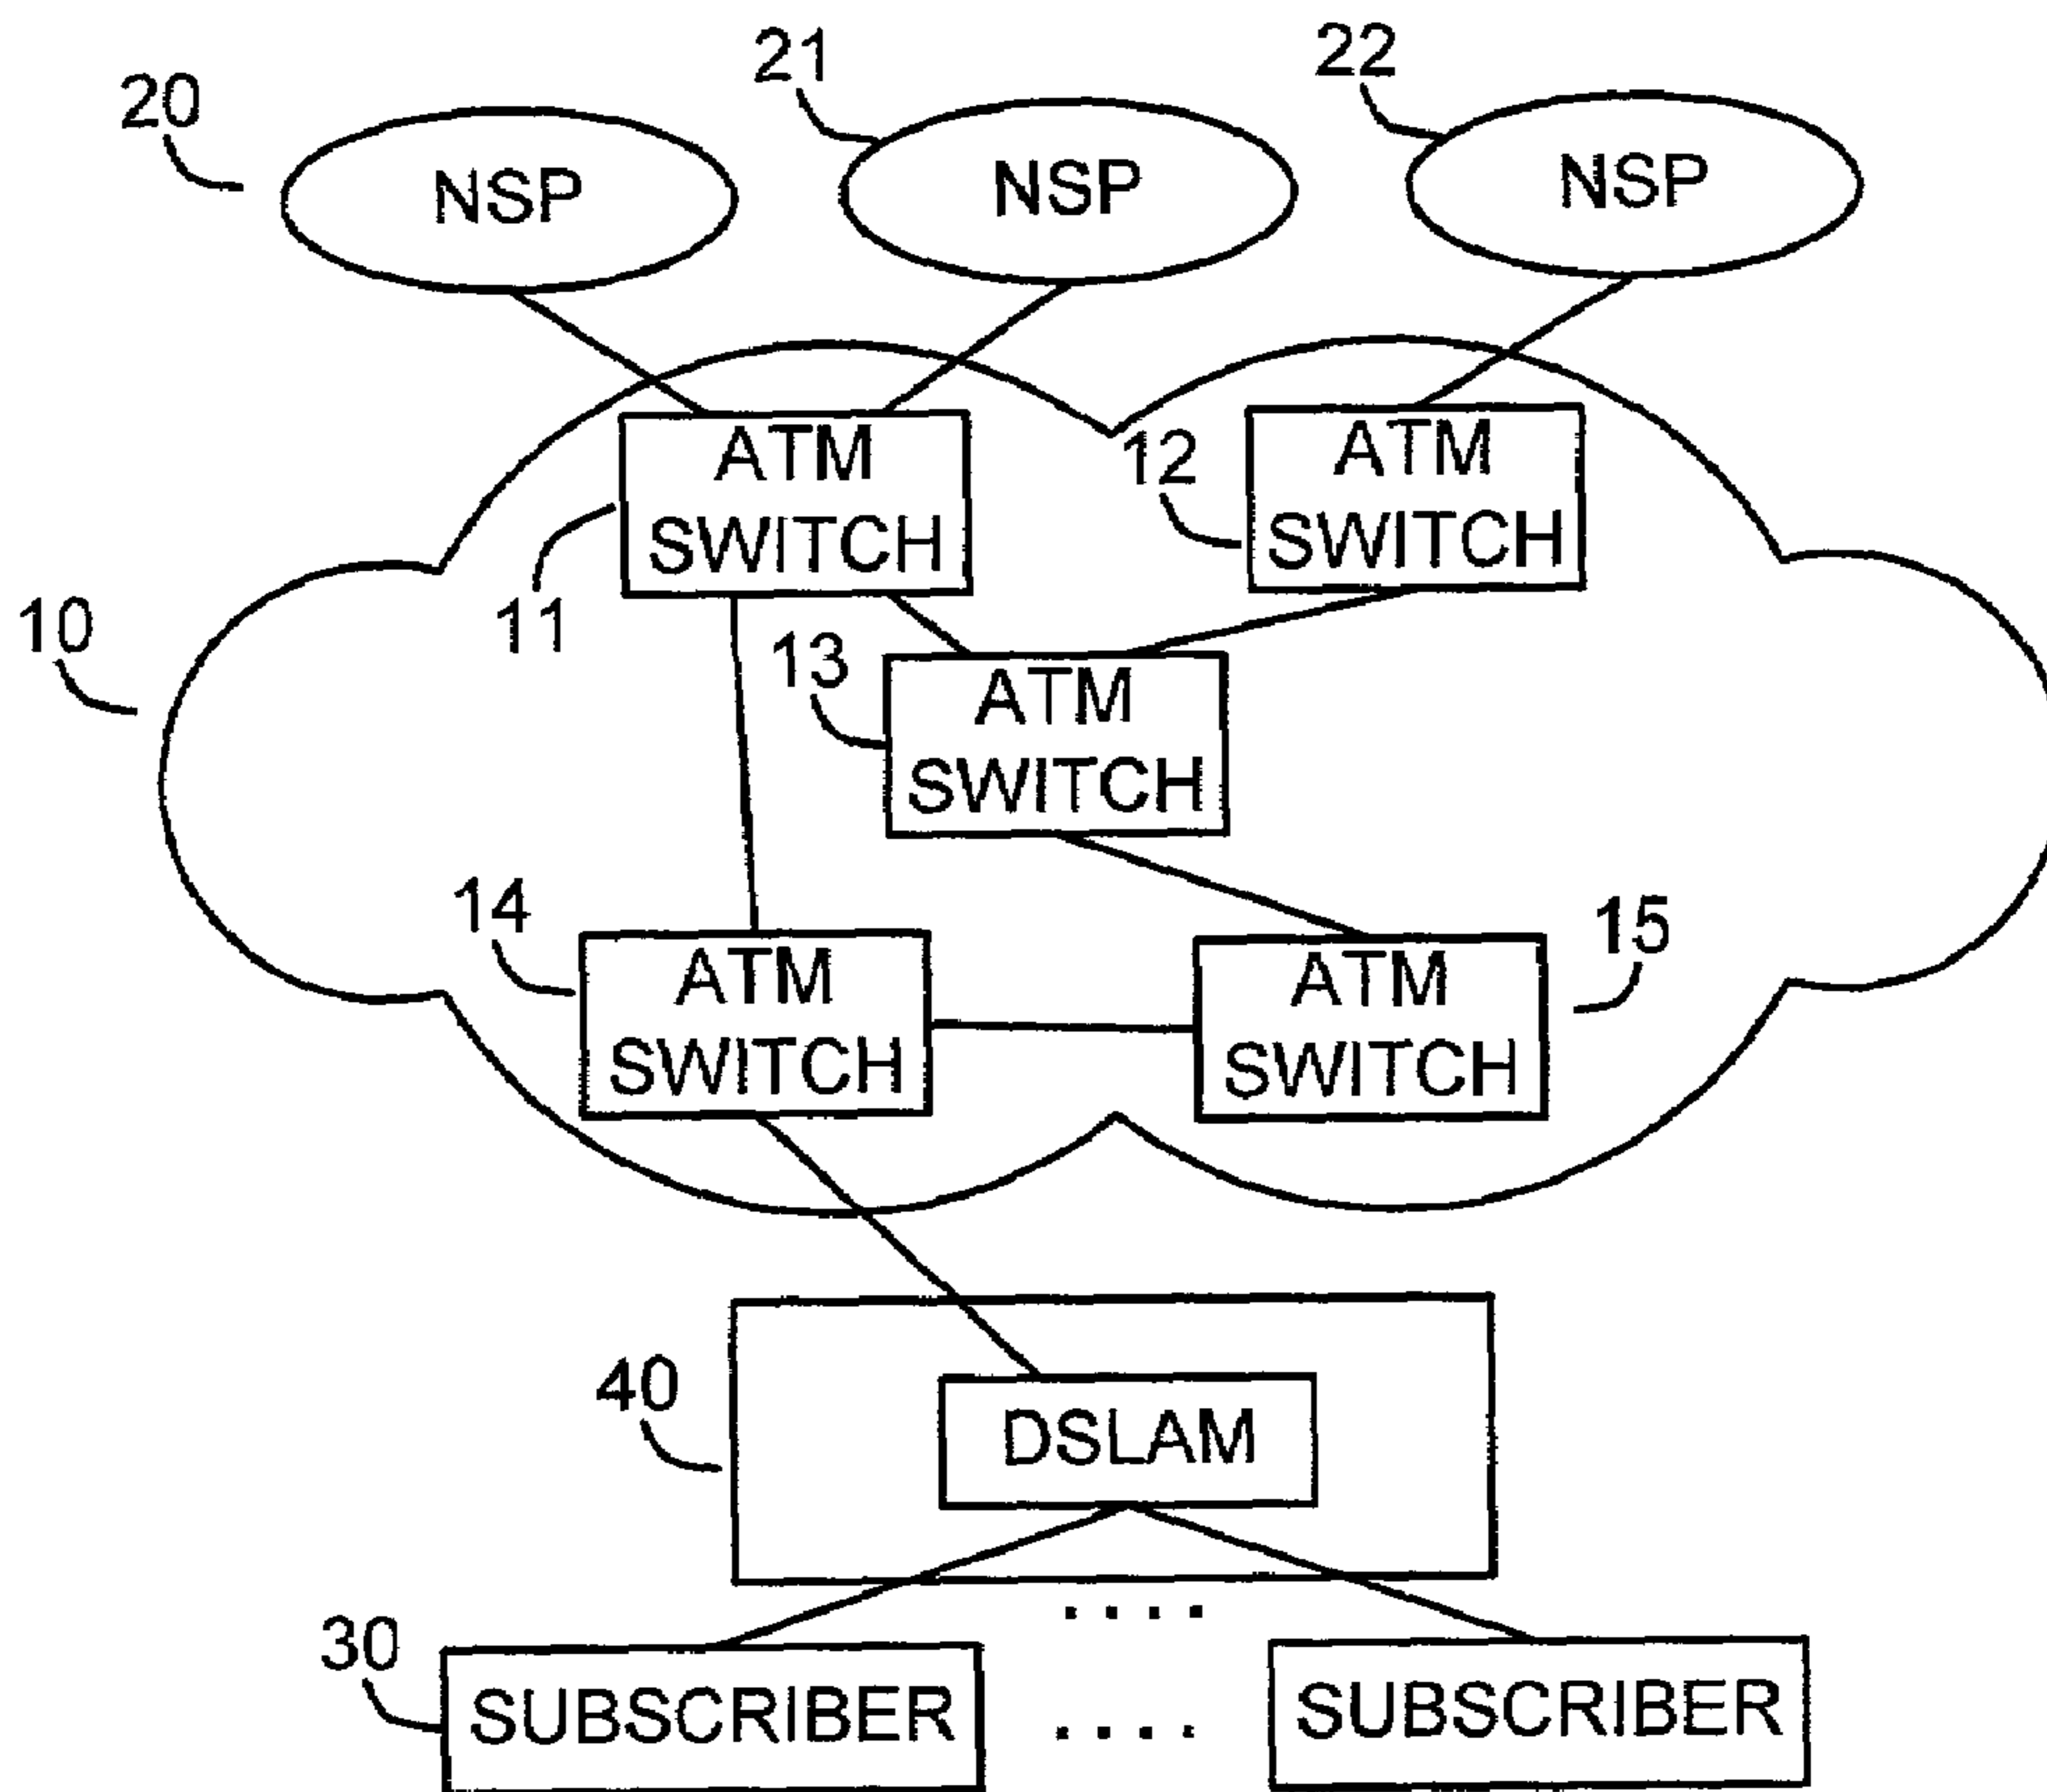 20
21
22
NSP
NSP
NSP
ATM
SWITCH
11
12
ATM
SWITCH
10
13
ATM
SWITCH
14
ATM
SWITCH
ATM
SWITCH
15
40
DSLAM
....
30
SUBSCRIBER
....
SUBSCRIBER